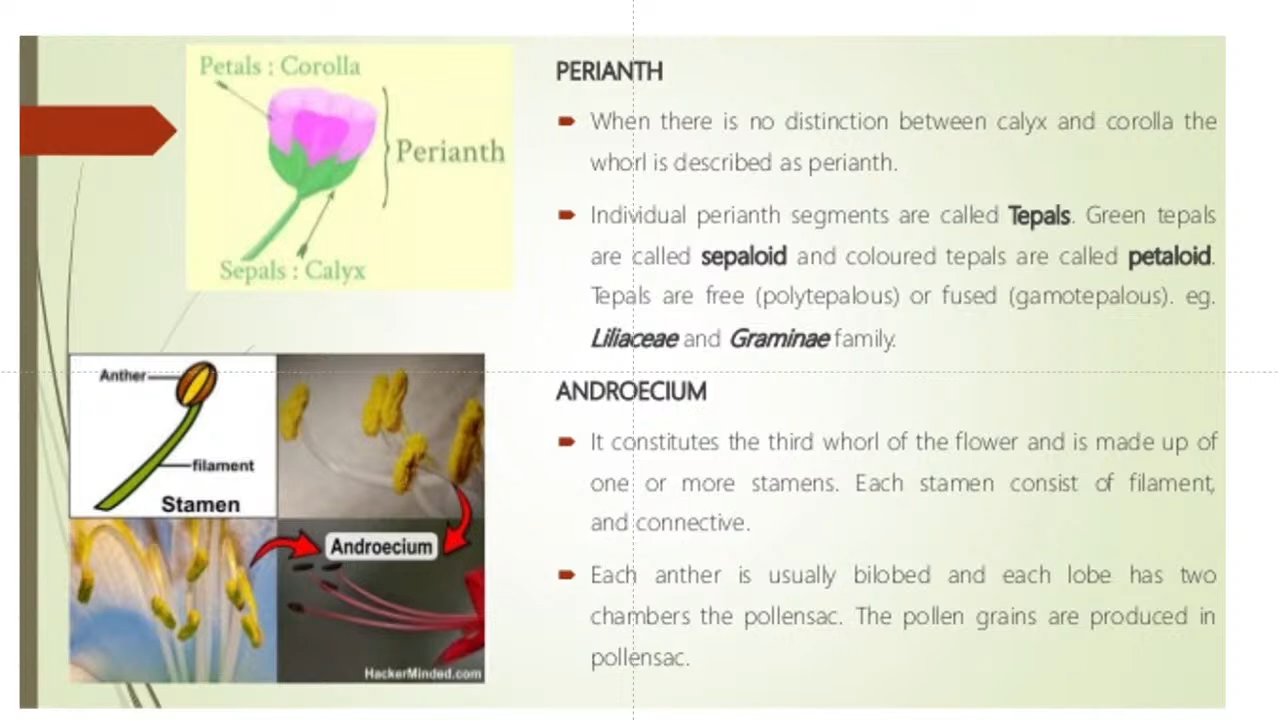 Petals : Corolla
Perianth
Sepals : Calyx
Anther
filament
Stamen
Androecium
HackerMinded.com
PERIANTH
When there is no distinction between calyx and corolla the
whorl is described as perianth.
Individual perianth segments are called Tepals. Green tepals
are called sepaloid and coloured tepals are called petaloid.
Tepals are free (polytepalous) or fused (gamotepalous). eg.
Liliaceae and Graminae family.
ANDROECIUM
It constitutes the third whorl of the flower and is made up of
one or more stamens. Each stamen consist of filament,
and connective.
Each anther is usually bilobed and each lobe has two
chambers the pollensac. The pollen grains are produced in
pollensac.